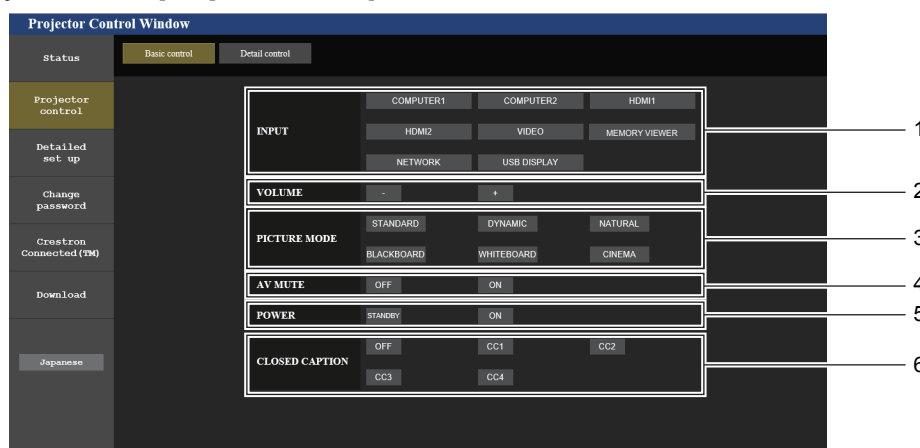 Projector Control Window
Status
Basic control
Detail control
Projector
control
Detailed
set up
Change
password
Crestron
Connected(TM)
Download
Japanese
INPUT
COMPUTER1 COMPUTER2 HDMI1
HDMI2 VIDEO MEMORY VIEWER
NETWORK USB DISPLAY
1
VOLUME - +
2
PICTURE MODE
STANDARD DYNAMIC NATURAL
BLACKBOARD WHITEBOARD CINEMA
3
AV MUTE OFF ON
4
POWER STANDBY ON
5
CLOSED CAPTION
OFF CC1 CC2
CC3 CC4
6